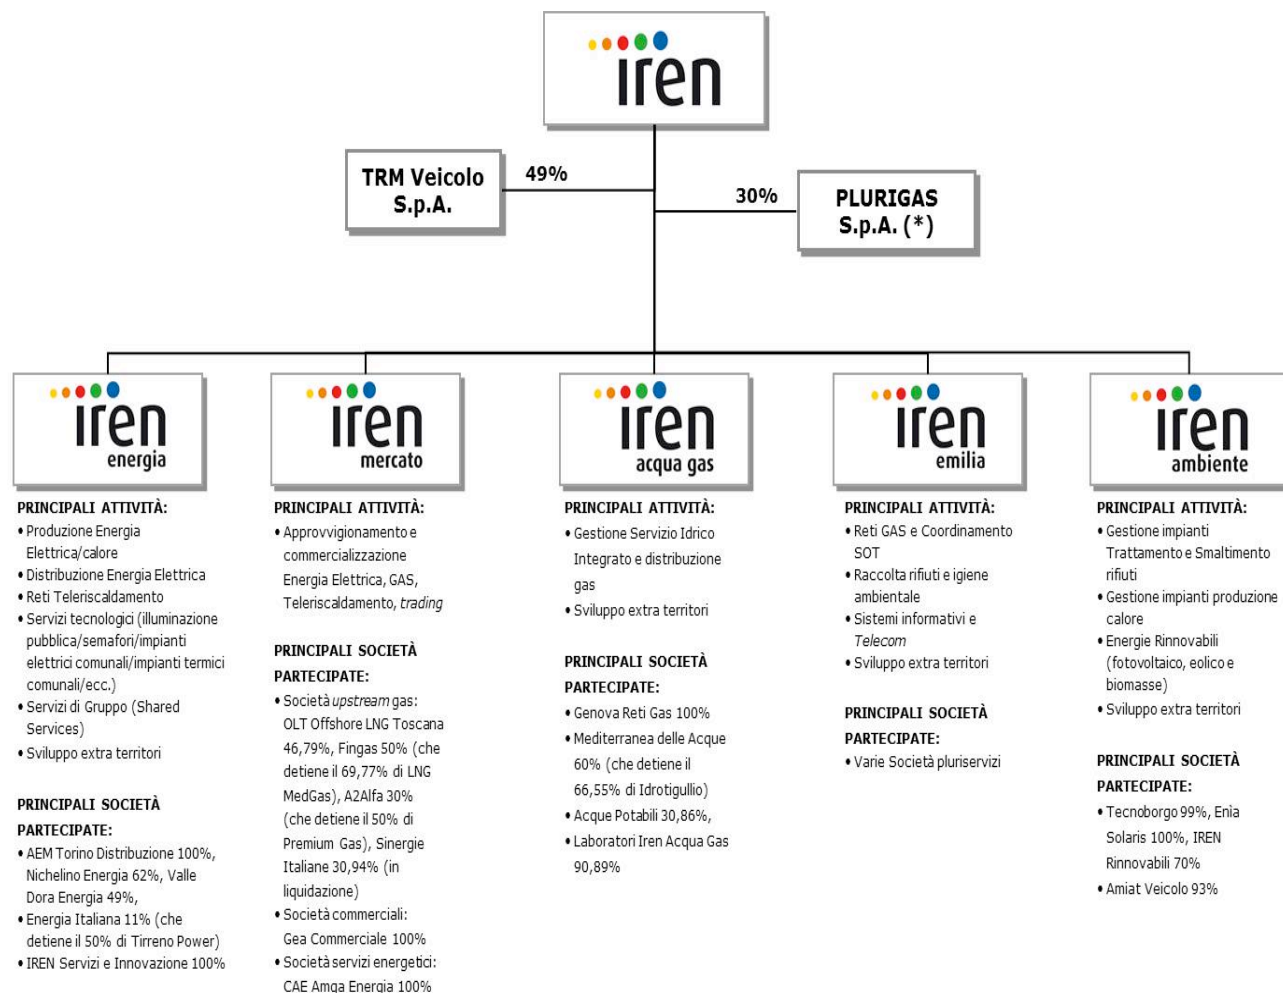 iren
TRM Veicolo
S.p.A.
49%
30%
PLURIGAS
S.p.A. (*)
iren
energia
PRINCIPALI ATTIVITÀ:
• Produzione Energia
Elettrica/calore
• Distribuzione Energia Elettrica
• Reti Teleriscaldamento
• Servizi tecnologici (illuminazione
pubblica/semafori/impianti
elettrici comunali/impianti termici
comunali/ecc.)
• Servizi di Gruppo (Shared
Services)
• Sviluppo extra territori
PRINCIPALI SOCIETÀ
PARTECIPATE:
• AEM Torino Distribuzione 100%,
Nichelino Energia 62%, Valle
Dora Energia 49%,
• Energia Italiana 11% (che
detiene il 50% di Tirreno Power)
• IREN Servizi e Innovazione 100%
iren
mercato
PRINCIPALI ATTIVITÀ:
• Approvvigionamento e
commercializzazione
Energia Elettrica, GAS,
Teleriscaldamento, trading
PRINCIPALI SOCIETÀ
PARTECIPATE:
• Società upstream gas:
OLT Offshore LNG Toscana
46,79%, Fingas 50% (che
detiene il 69,77% di LNG
MedGas), A2Alfa 30%
(che detiene il 50% di
Premium Gas), Sinergie
Italiane 30,94% (in
liquidazione)
• Società commerciali:
Gea Commerciale 100%
• Società servizi energetici:
CAE Amga Energia 100%
iren
acqua gas
PRINCIPALI ATTIVITÀ:
• Gestione Servizio Idrico
Integrato e distribuzione
gas
• Sviluppo extra territori
PRINCIPALI SOCIETÀ
PARTECIPATE:
• Genova Reti Gas 100%
• Mediterranea delle Acque
60% (che detiene il
66,55% di Idrotigullio)
• Acque Potabili 30,86%,
• Laboratori Iren Acqua Gas
90,89%
iren
emilia
PRINCIPALI ATTIVITÀ:
• Reti GAS e Coordinamento
SOT
• Raccolta rifiuti e igiene
ambientale
• Sistemi informativi e
Telecom
• Sviluppo extra territori
PRINCIPALI SOCIETÀ
PARTECIPATE:
• Varie Società pluriservizi
iren
ambiente
PRINCIPALI ATTIVITÀ:
• Gestione impianti
Trattamento e Smaltimento
rifiuti
• Gestione impianti produzione
calore
• Energie Rinnovabili
(fotovoltaico, eolico e
biomasse)
• Sviluppo extra territori
PRINCIPALI SOCIETÀ
PARTECIPATE:
• Tecnoborgo 99%, Enìa
Solaris 100%, IREN
Rinnovabili 70%
• Amiat Veicolo 93%